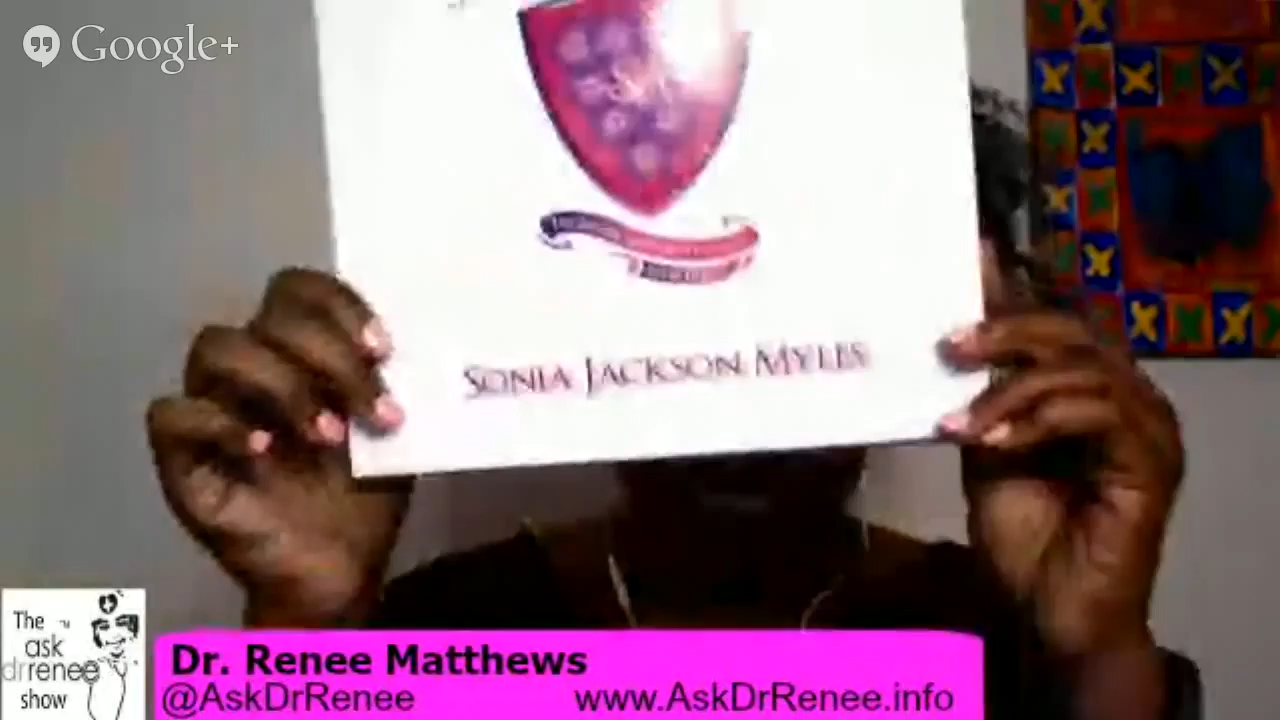 Google+
SONIA JACKSON MYLES
The
ask
drrenee
show
Dr. Renee Matthews
@AskDrRenee
www.AskDrRenee.info